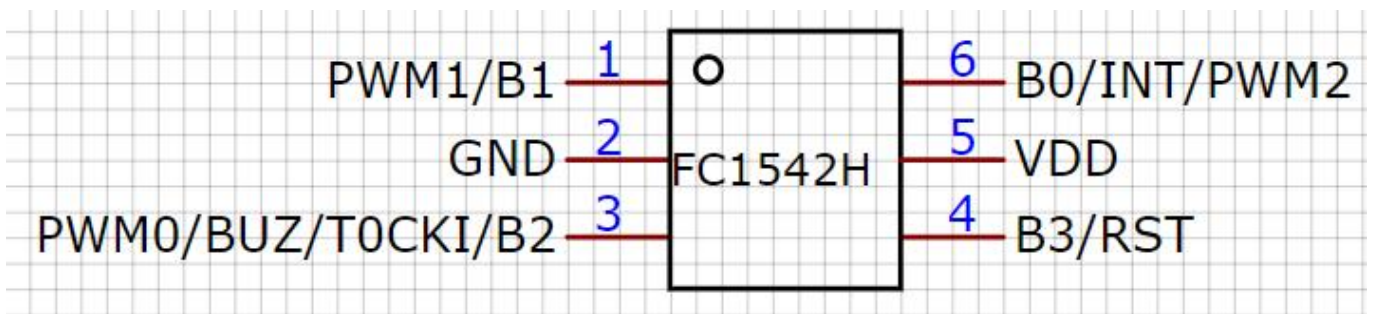 PWM1/B1 1 6 B0/INT/PWM2
GND 2 5 VDD
FC1542H
PWM0/BUZ/T0CKI/B2 3 4 B3/RST